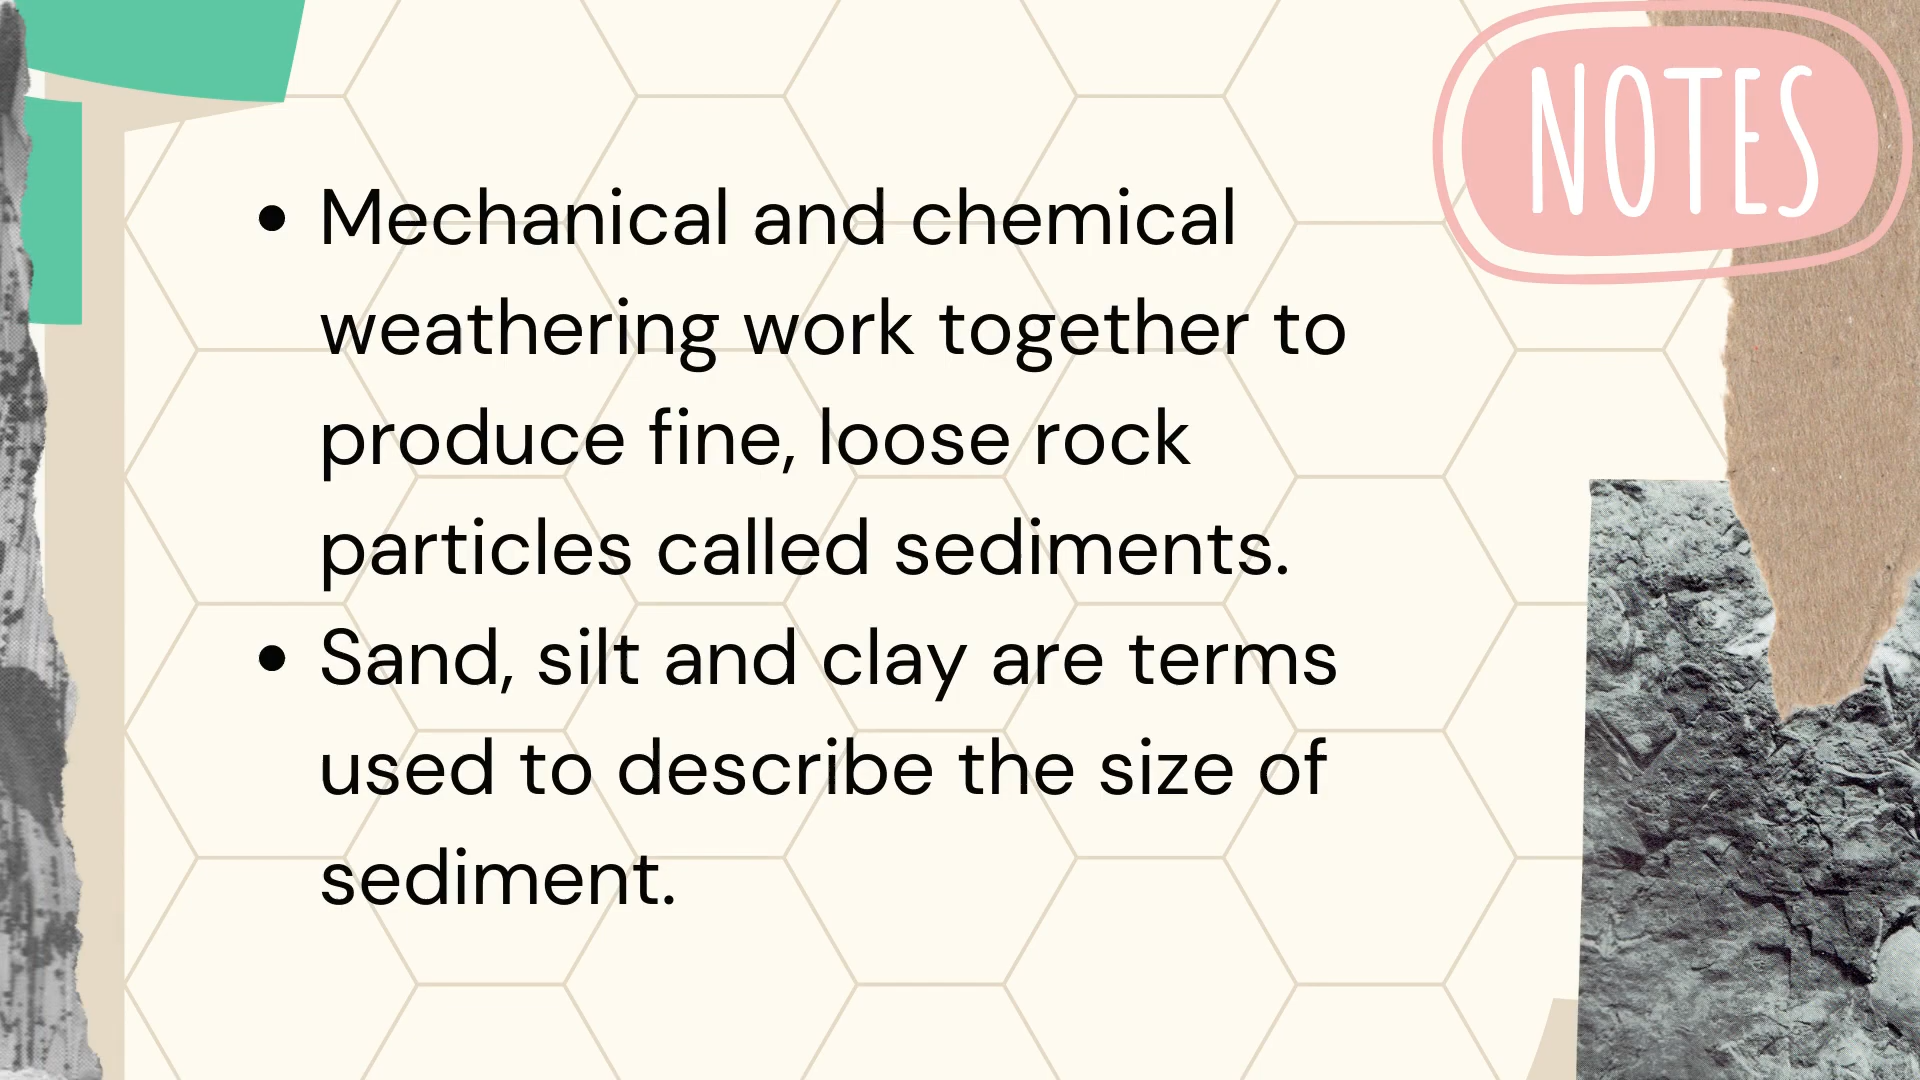 NOTES
• Mechanical and chemical
weathering work together to
produce fine, loose rock
particles called sediments.
• Sand, silt and clay are terms
used to describe the size of
sediment.